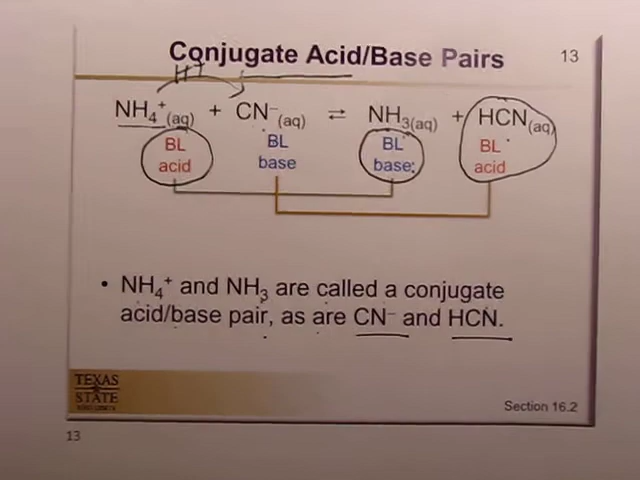 Conjugate Acid/Base Pairs
13
H+
NH₄⁺(aq) + CN⁻(aq) ⇄ NH₃(aq) + HCN(aq)
BL BL BL BL
acid base base acid
• NH₄⁺ and NH₃ are called a conjugate
acid/base pair, as are CN⁻ and HCN.
TEXAS
STATE
Section 16.2
13